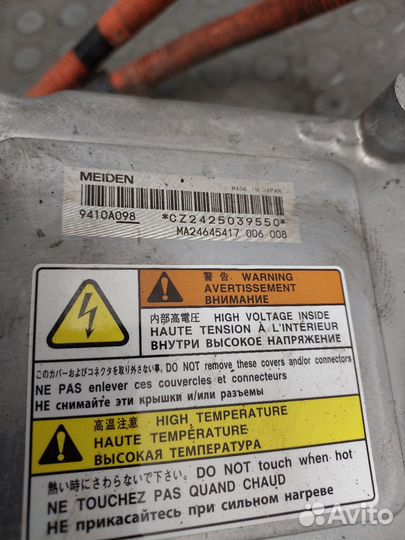 MEIDEN
MADE IN JAPAN
9410A098 *CZ2425039550*
MA24645417 006 008
警告 WARNING
AVERTISSEMENT
ВНИМАНИЕ
内部高電圧 HIGH VOLTAGE INSIDE
HAUTE TENSION À L'INTÉRIEUR
ВНУТРИ ВЫСОКОЕ НАПРЯЖЕНИЕ
このカバーおよびコネクタを取り外さない事. DO NOT remove these covers and/or connectors
NE PAS enlever ces couvercles et connecteurs
НЕ снимайте эти крышки и/или разъемы
高温注意 HIGH TEMPERATURE
HAUTE TEMPÉRATURE
ВЫСОКАЯ ТЕМПЕРАТУРА
熱い時にさわらないで下さい。 DO NOT touch when hot
NE TOUCHEZ PAS QUAND CHAUD
НЕ прикасайтесь при сильном нагреве
Avito